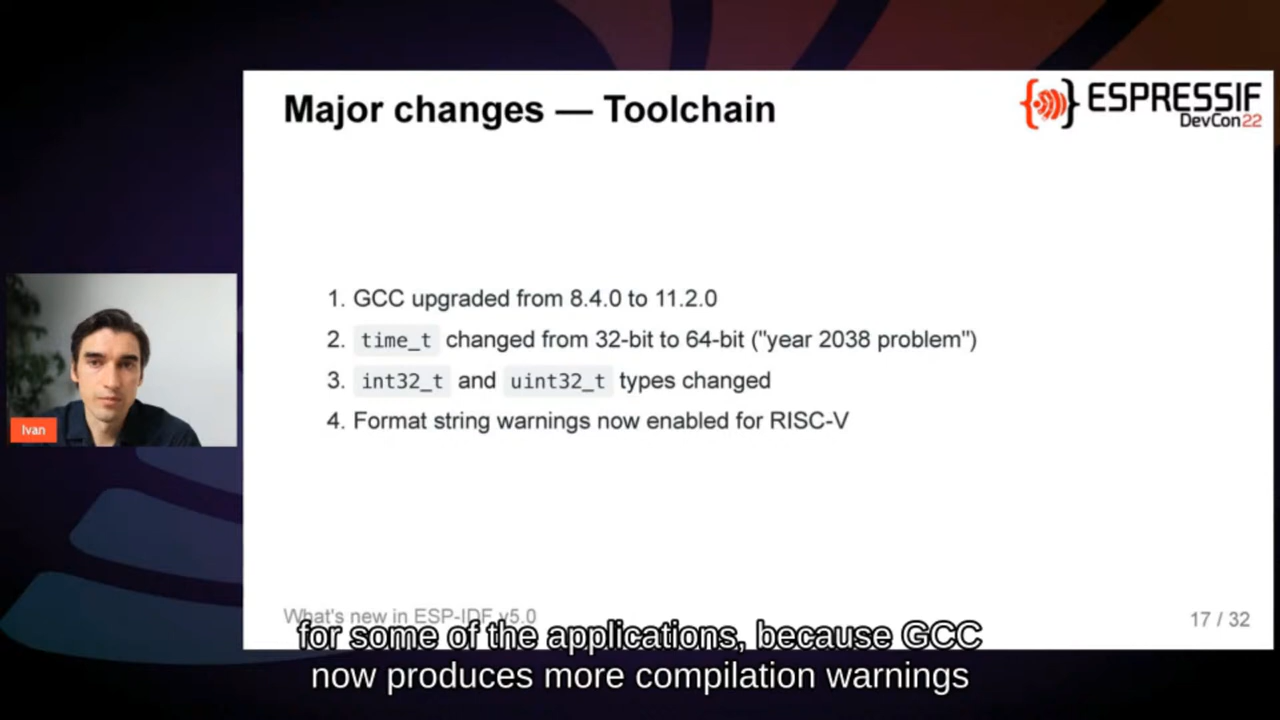 Major changes — Toolchain
ESPRESSIF
DevCon22
1. GCC upgraded from 8.4.0 to 11.2.0
2. time_t changed from 32-bit to 64-bit ("year 2038 problem")
3. int32_t and uint32_t types changed
4. Format string warnings now enabled for RISC-V
Ivan
What's new in ESP-IDF v5.0
17 / 32
for some of the applications, because GCC
now produces more compilation warnings